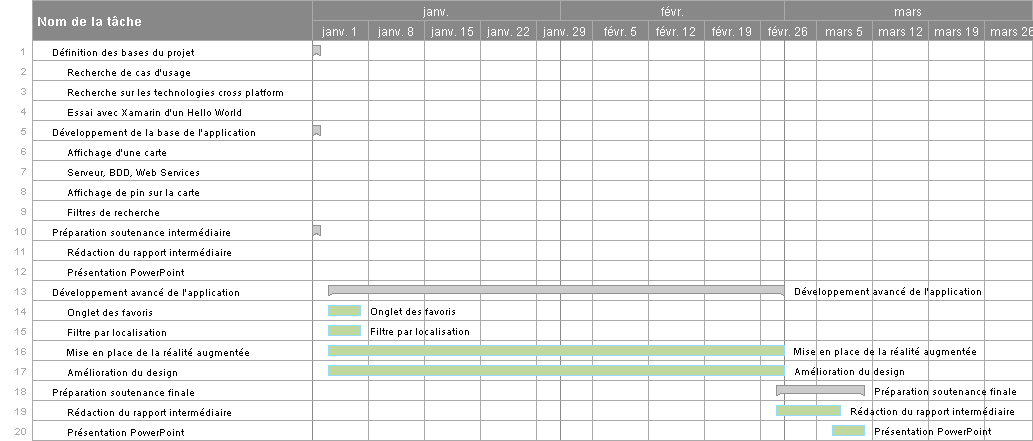 Nom de la tâche
janv. févr. mars
janv. 1 janv. 8 janv. 15 janv. 22 janv. 29 févr. 5 févr. 12 févr. 19 févr. 26 mars 5 mars 12 mars 19 mars 26
1 Définition des bases du projet
2 Recherche de cas d'usage
3 Recherche sur les technologies cross platform
4 Essai avec Xamarin d'un Hello World
5 Développement de la base de l'application
6 Affichage d'une carte
7 Serveur, BDD, Web Services
8 Affichage de pin sur la carte
9 Filtres de recherche
10 Préparation soutenance intermédiaire
11 Rédaction du rapport intermédiaire
12 Présentation PowerPoint
13 Développement avancé de l'application Développement avancé de l'application
14 Onglet des favoris Onglet des favoris
15 Filtre par localisation Filtre par localisation
16 Mise en place de la réalité augmentée Mise en place de la réalité augmentée
17 Amélioration du design Amélioration du design
18 Préparation soutenance finale Préparation soutenance finale
19 Rédaction du rapport intermédiaire Rédaction du rapport intermédiaire
20 Présentation PowerPoint Présentation PowerPoint